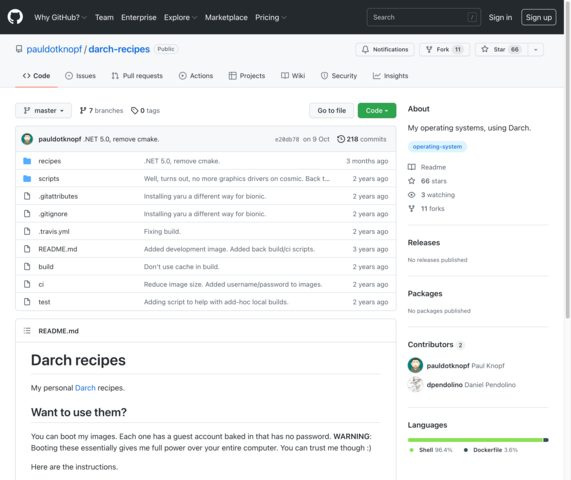 Why GitHub? Team Enterprise Explore Marketplace Pricing Search / Sign in Sign up
pauldotknopf / darch-recipes Public Notifications Fork 11 Star 66
Code Issues Pull requests Actions Projects Wiki Security Insights
master 7 branches 0 tags Go to file Code
pauldotknopf .NET 5.0, remove cmake. e20db78 on 9 Oct 218 commits
recipes .NET 5.0, remove cmake. 3 months ago
scripts Well, turns out, no more graphics drivers on cosmic. Back t... 2 years ago
.gitattributes Installing yaru a different way for bionic. 2 years ago
.gitignore Installing yaru a different way for bionic. 2 years ago
.travis.yml Fixing build. 2 years ago
README.md Added development image. Added back build/ci scripts. 3 years ago
build Don't use cache in build. 2 years ago
ci Reduce image size. Added username/password to images. 2 years ago
test Adding script to help with add-hoc local builds. 2 years ago
README.md
Darch recipes
My personal Darch recipes.
Want to use them?
You can boot my images. Each one has a guest account baked in that has no password. WARNING:
Booting these essentially gives me full power over your entire computer. You can trust me though :)
Here are the instructions.
About
My operating systems, using Darch.
operating-system
Readme
66 stars
3 watching
11 forks
Releases
No releases published
Packages
No packages published
Contributors 2
pauldotknopf Paul Knopf
dpendolino Daniel Pendolino
Languages
Shell 96.4% Dockerfile 3.6%